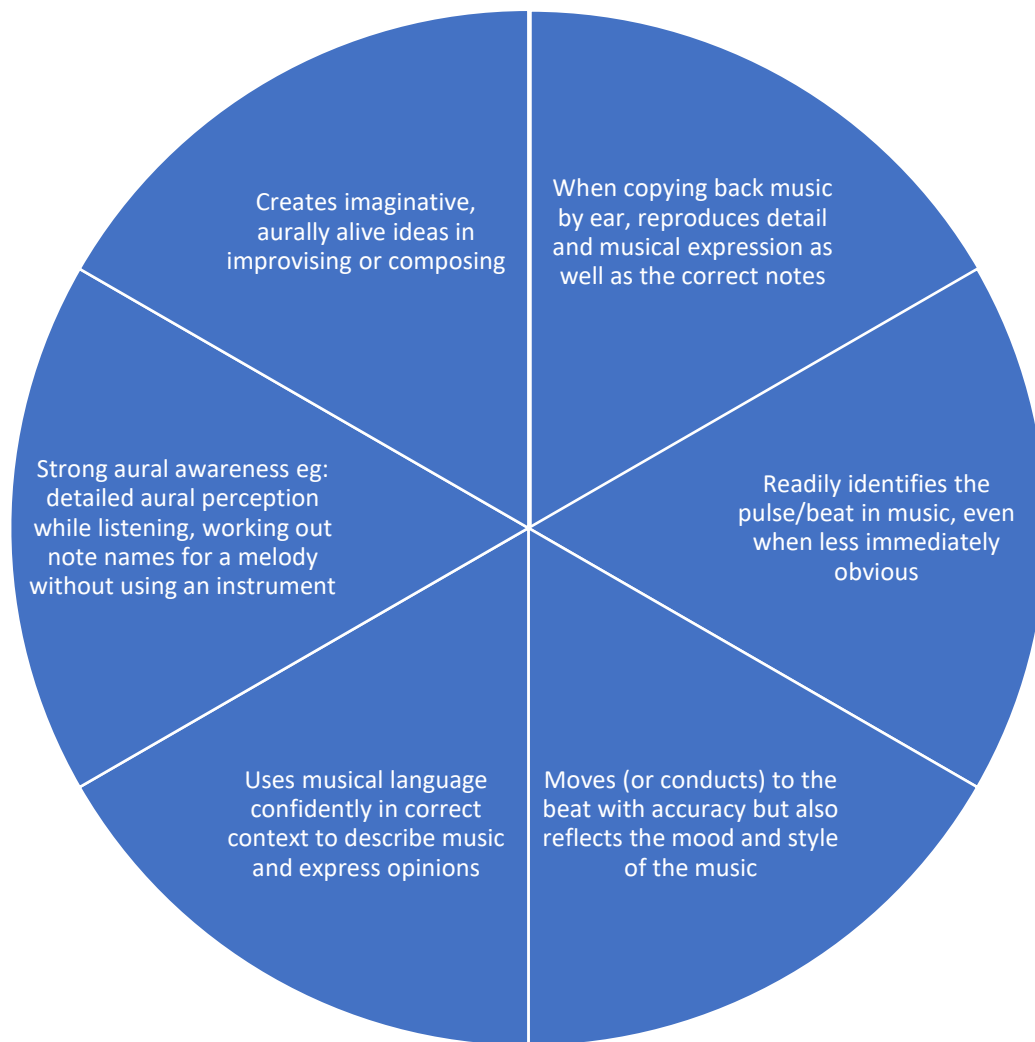 Creates imaginative,
aurally alive ideas in
improvising or composing
When copying back music
by ear, reproduces detail
and musical expression as
well as the correct notes
Strong aural awareness eg:
detailed aural perception
while listening, working out
note names for a melody
without using an instrument
Readily identifies the
pulse/beat in music, even
when less immediately
obvious
Uses musical language
confidently in correct
context to describe music
and express opinions
Moves (or conducts) to the
beat with accuracy but also
reflects the mood and style
of the music